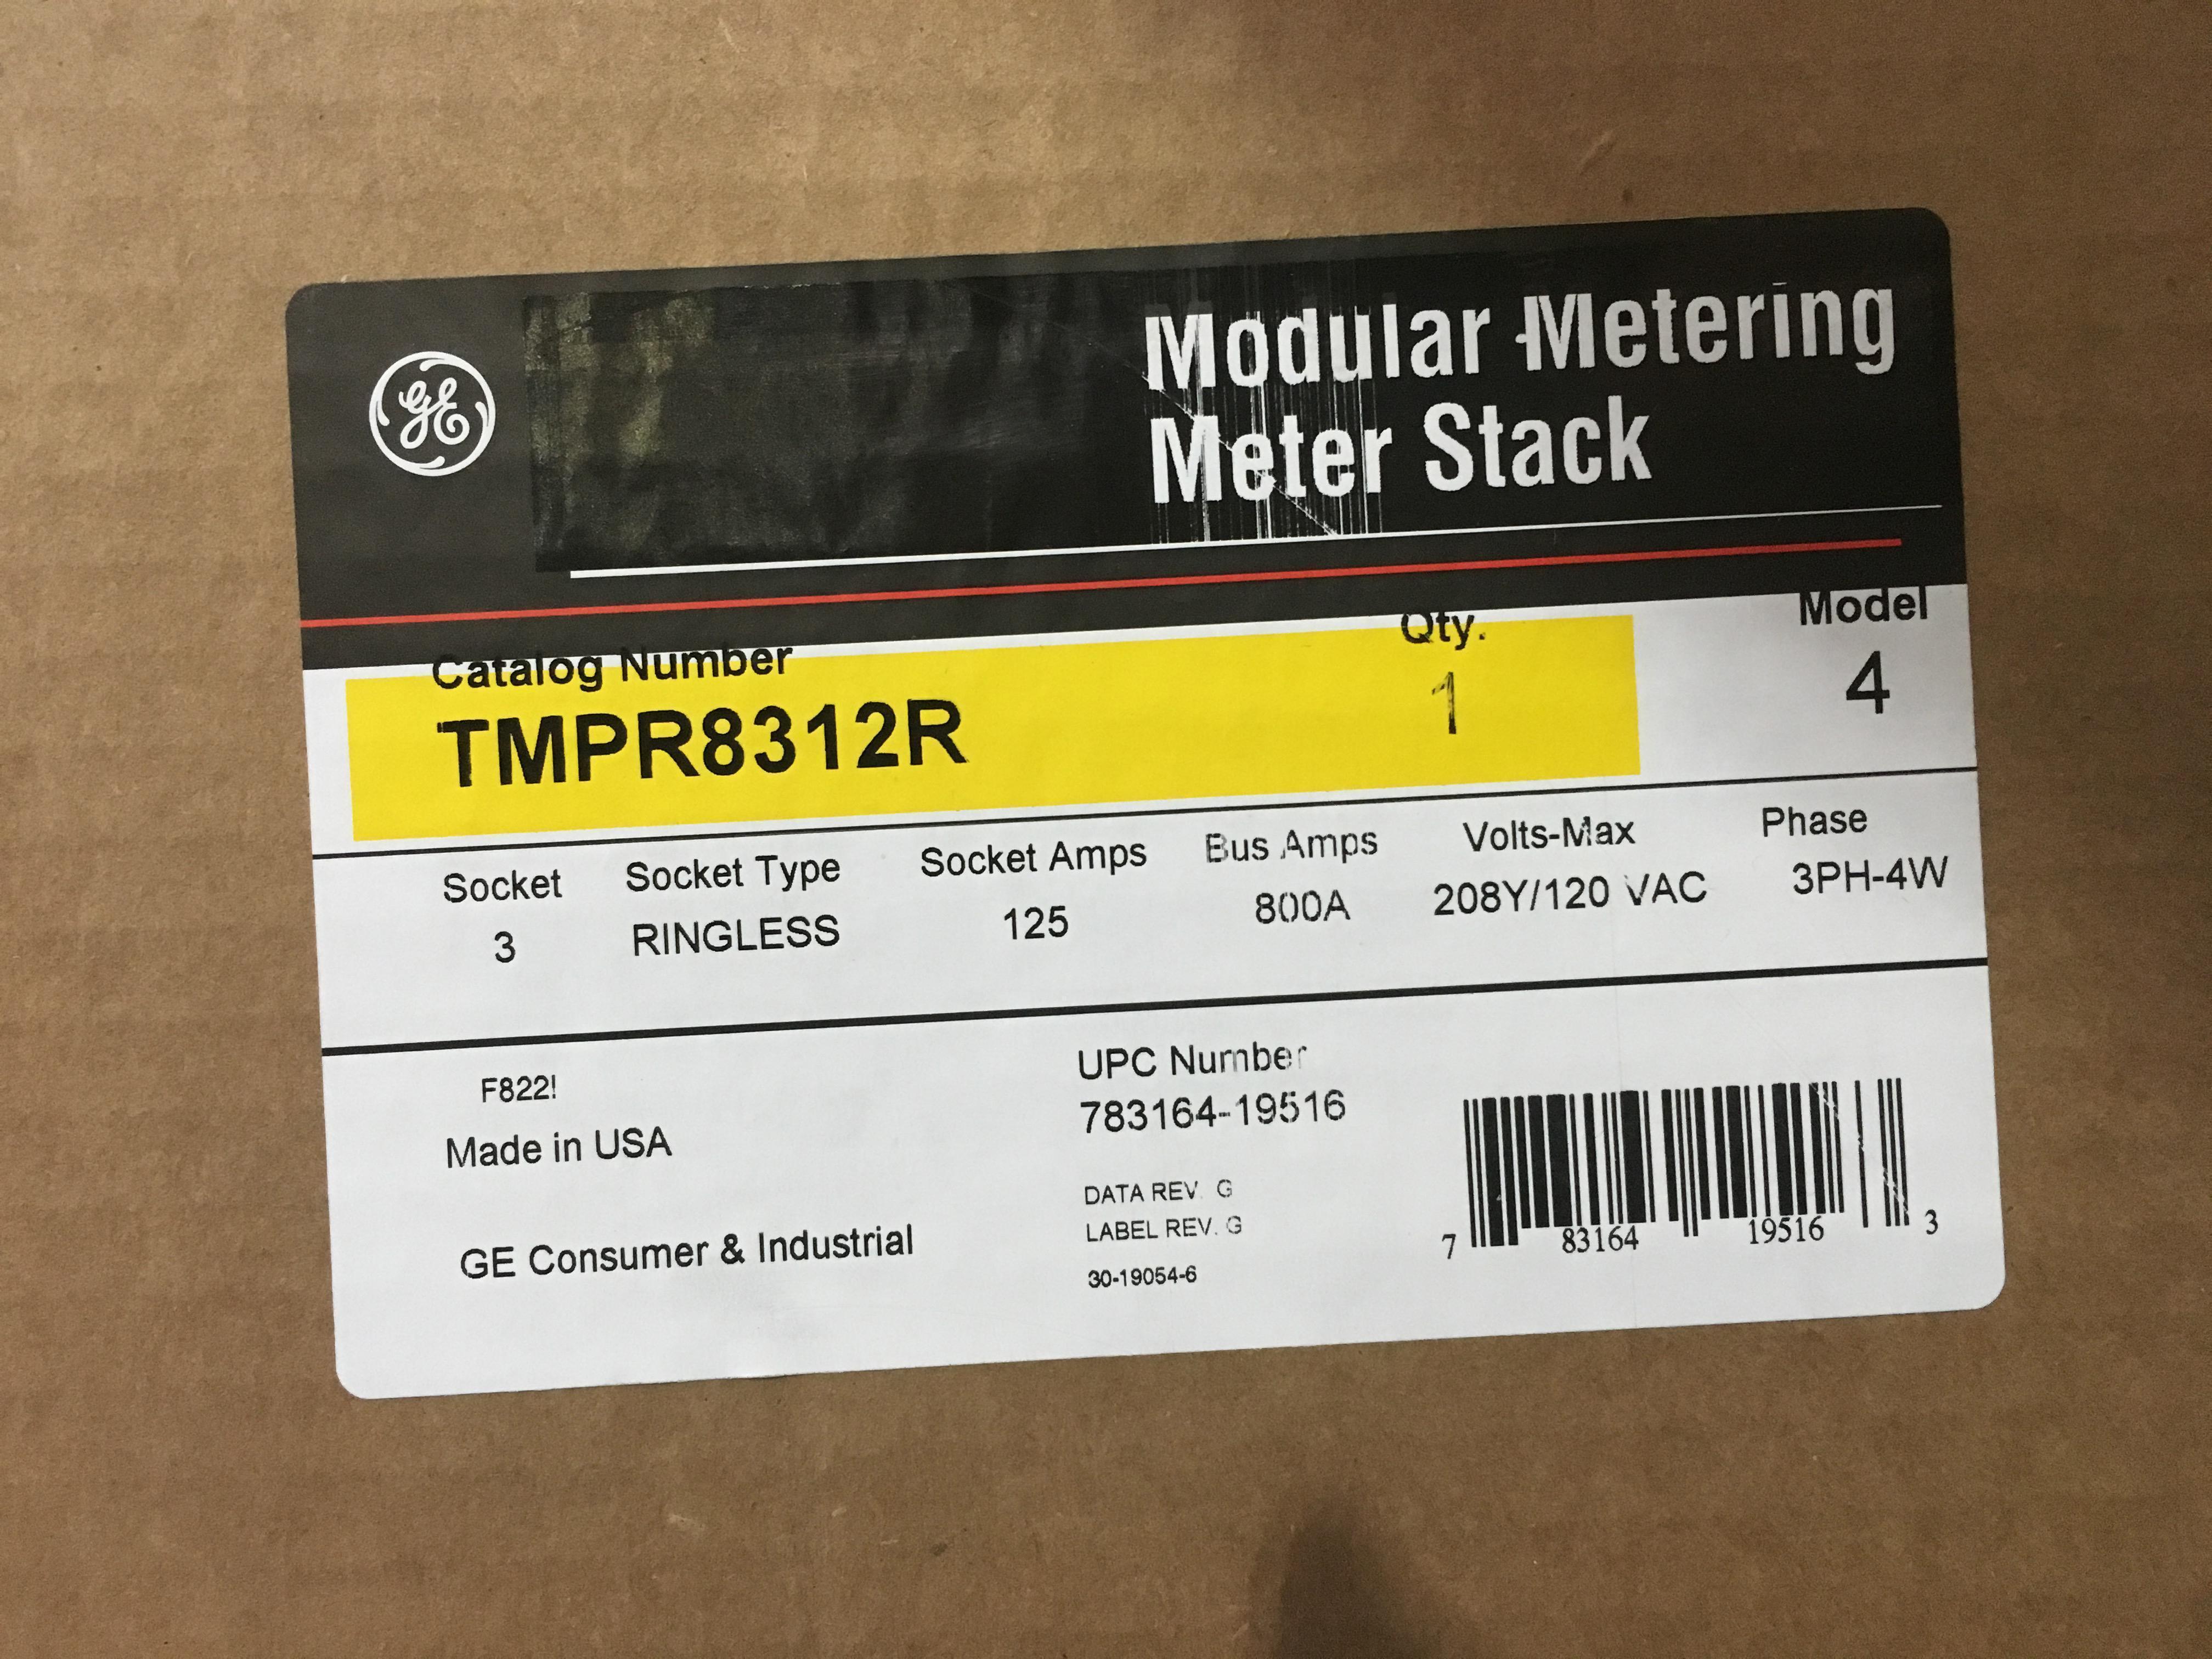 GE
Modular Metering
Meter Stack
Catalog Number Qty. Model
TMPR8312R 1 4
Socket Socket Type Socket Amps Bus Amps Volts-Max Phase
3 RINGLESS 125 800A 208Y/120 VAC 3PH-4W
F822!
Made in USA
GE Consumer & Industrial
UPC Number
783164-19516
DATA REV. G
LABEL REV. G
30-19054-6
7 83164 19516 3